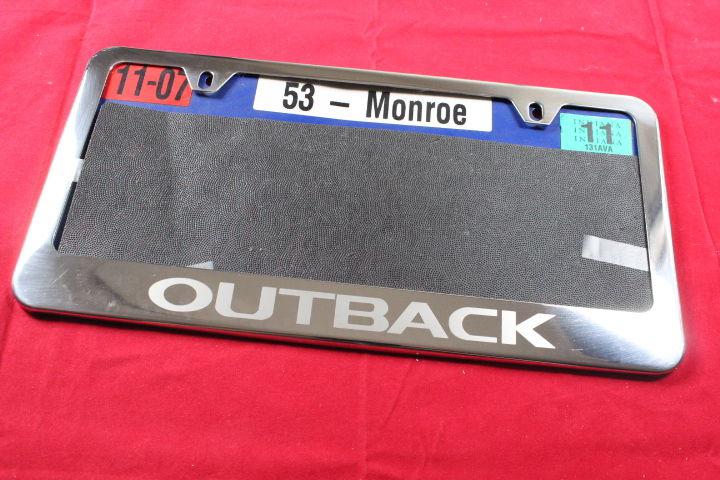 11-07
53 - Monroe
11
131AVA
OUTBACK